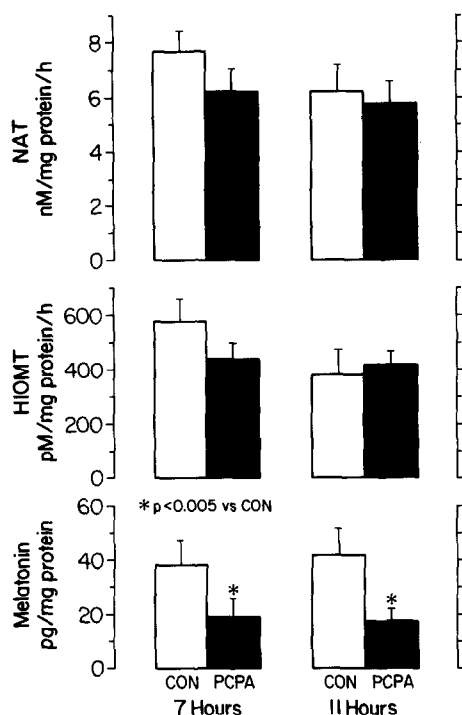 NAT
nM/mg protein/h
8
6
4
2
0
HIOMT
pM/mg protein/h
600
400
200
0
Melatonin
pg/mg protein
60
40
20
0
* p<0.005 vs CON
*
*
CON PCPA CON PCPA
7 Hours 11 Hours